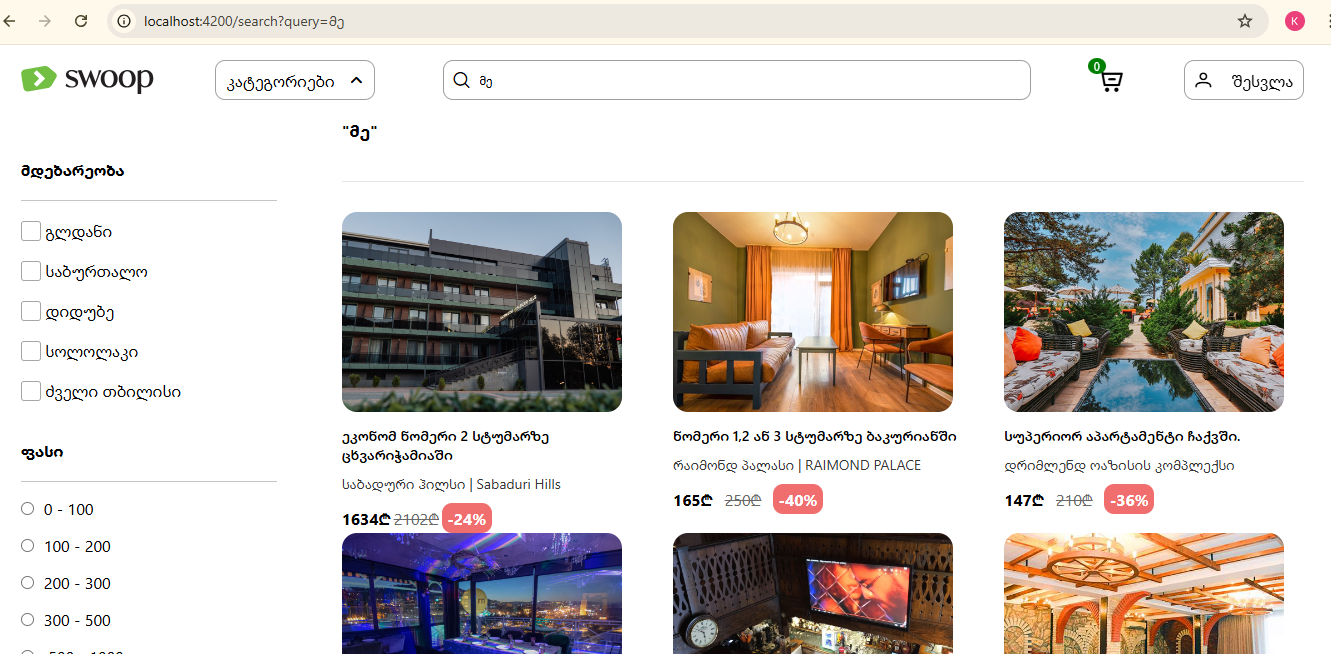 localhost:4200/search?query=მე
K
swoop
კატეგორიები
მე
0
შესვლა
"მე"
მდებარეობა
გლდანი
საბურთალო
დიდუბე
სოლოლაკი
ძველი თბილისი
ფასი
0 - 100
100 - 200
200 - 300
300 - 500
ეკონომ ნომერი 2 სტუმარზე
ცხვარიჭამიაში
საბადური ჰილსი | Sabaduri Hills
1634₾ 2102₾ -24%
ნომერი 1,2 ან 3 სტუმარზე ბაკურიანში
რაიმონდ პალასი | RAIMOND PALACE
165₾ 250₾ -40%
სუპერიორ აპარტამენტი ჩაქვში.
დრიმლენდ ოაზისის კომპლექსი
147₾ 210₾ -36%